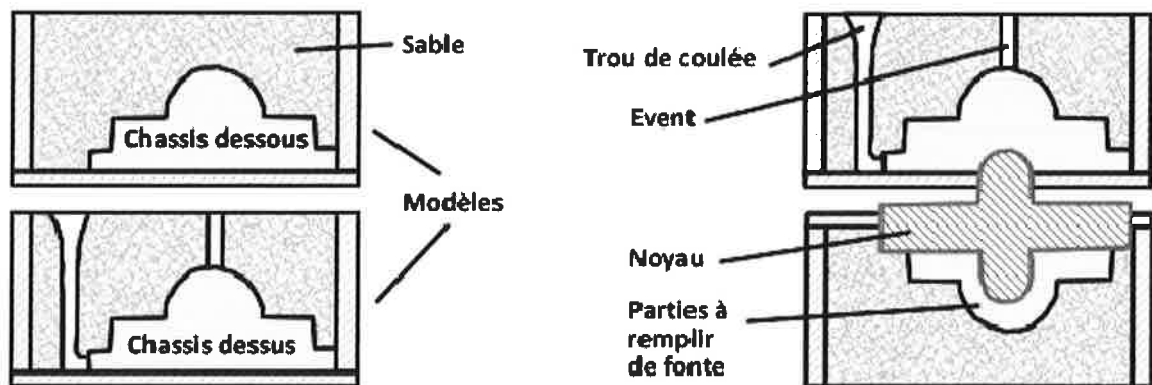 Sable
Chassis dessous
Modèles
Chassis dessus
Trou de coulée
Event
Noyau
Parties à
remplir
de fonte